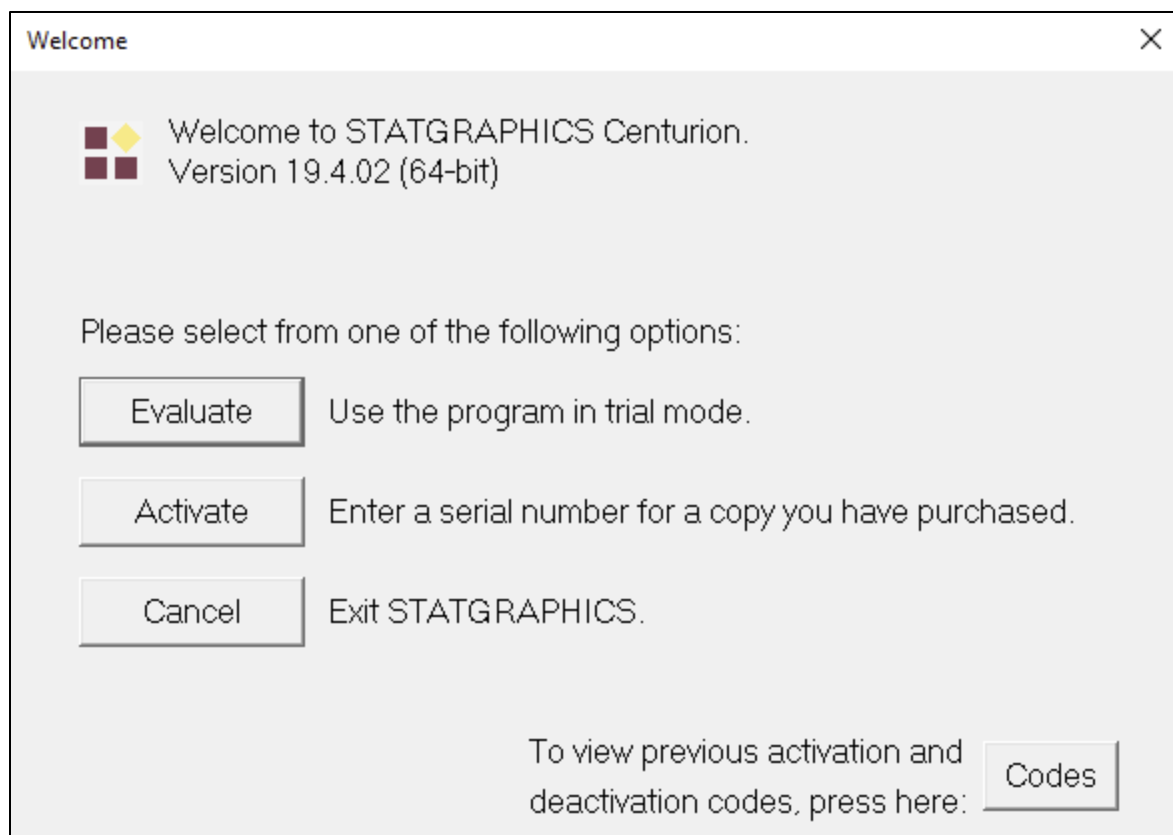 Welcome
Welcome to STATGRAPHICS Centurion.
Version 19.4.02 (64-bit)
Please select from one of the following options:
Evaluate Use the program in trial mode.
Activate Enter a serial number for a copy you have purchased.
Cancel Exit STATGRAPHICS.
To view previous activation and
deactivation codes, press here: Codes